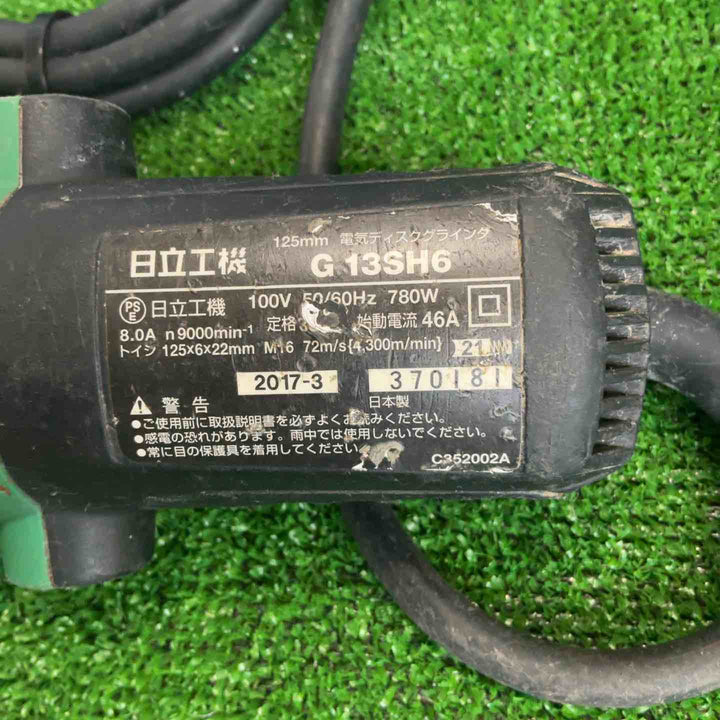 125mm 電気ディスクグラインダ
日立工機 G 13SH6
PSE 日立工機 100V 50/60Hz 780W
8.0A n 9000min⁻¹ 定格 始動電流 46A
トイシ 125×6×22mm M16 72m/s{4,300m/min} 21
2017-3 370181
日本製
⚠ 警告
●ご使用前に取扱説明書を必ずよくお読みください。
●感電の恐れがあります。雨中では使用しないでください。
●常に目の保護具を着用してください。
C352002A